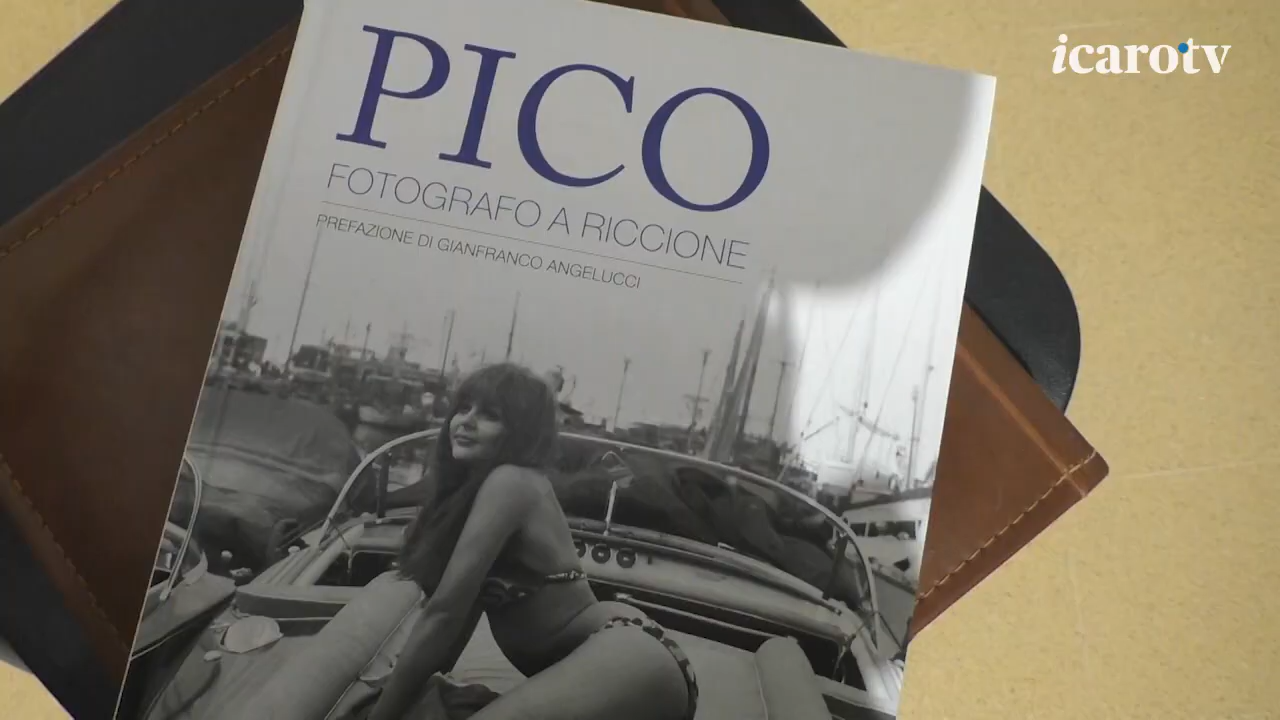 icarotv
PICO
FOTOGRAFO A RICCIONE
PREFAZIONE DI GIANFRANCO ANGELUCCI